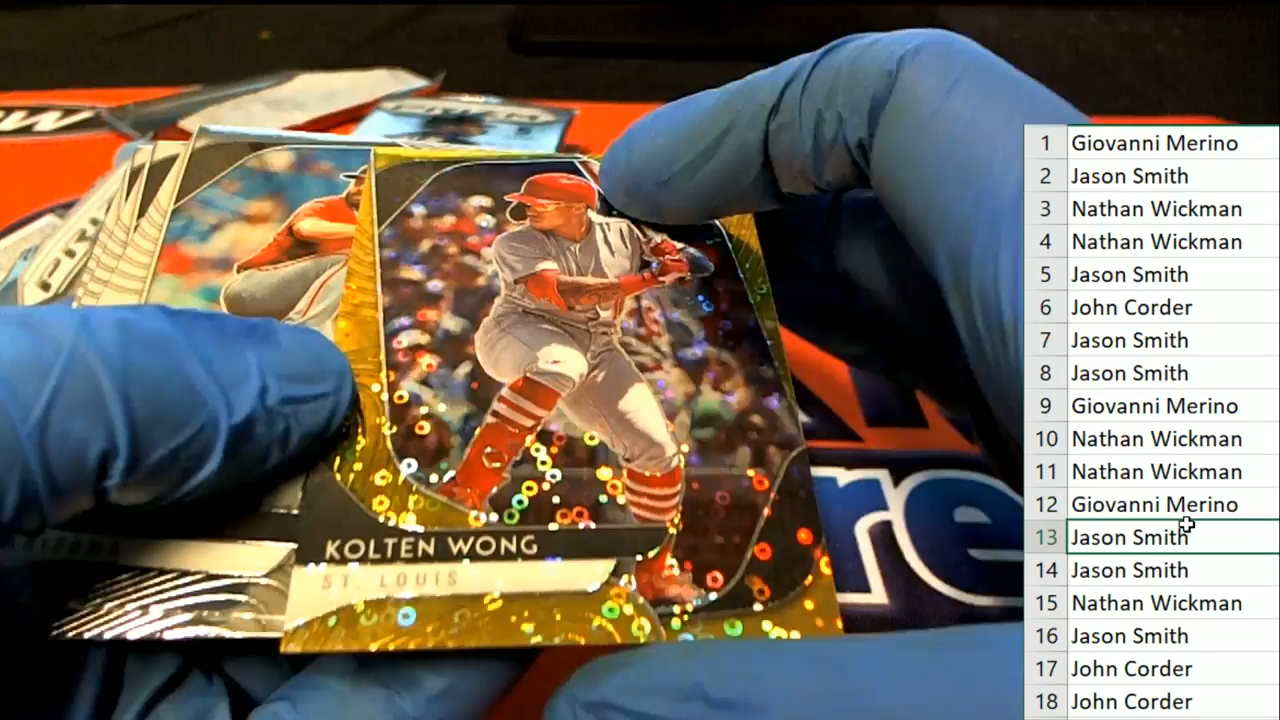 ow
PRI
KOLTEN WONG
ST. LOUIS
re
1 Giovanni Merino
2 Jason Smith
3 Nathan Wickman
4 Nathan Wickman
5 Jason Smith
6 John Corder
7 Jason Smith
8 Jason Smith
9 Giovanni Merino
10 Nathan Wickman
11 Nathan Wickman
12 Giovanni Merino
13 Jason Smith
14 Jason Smith
15 Nathan Wickman
16 Jason Smith
17 John Corder
18 John Corder